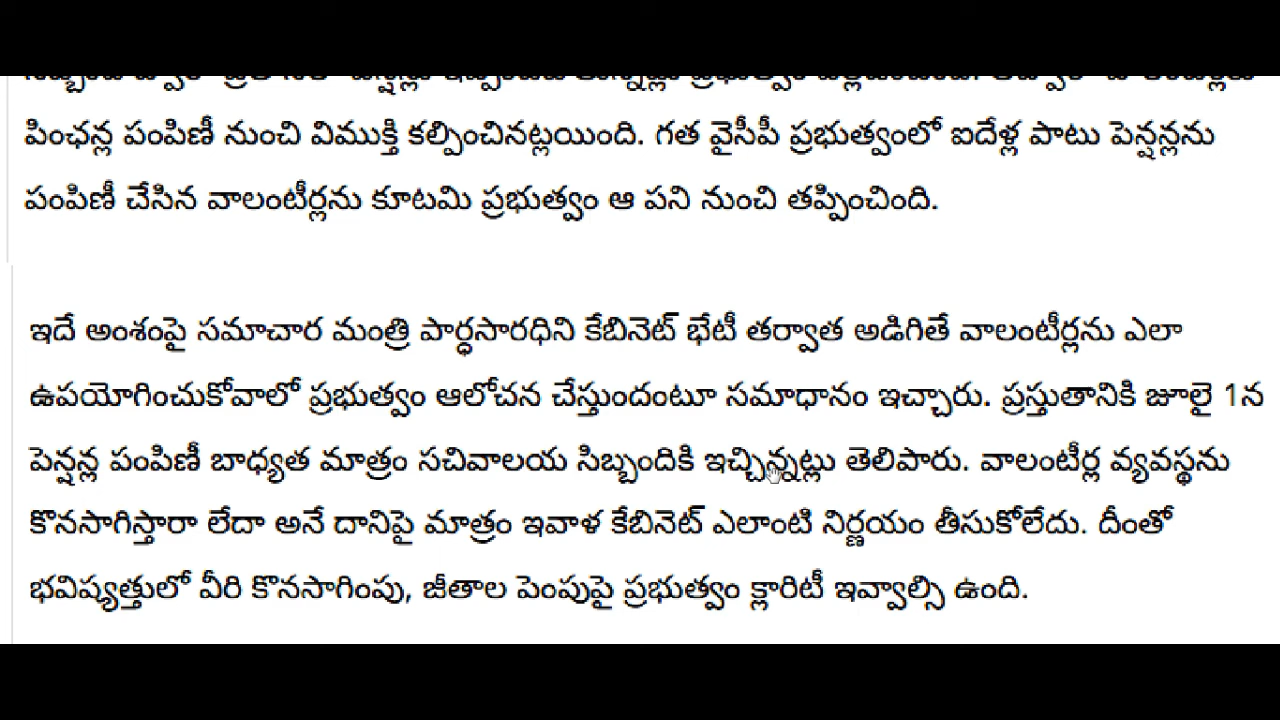 పింఛన్ల పంపిణీ నుంచి విముక్తి కల్పించినట్లయింది. గత వైసీపీ ప్రభుత్వంలో ఐదేళ్ల పాటు పెన్షన్లను
పంపిణీ చేసిన వాలంటీర్లను కూటమి ప్రభుత్వం ఆ పని నుంచి తప్పించింది.
ఇదే అంశంపై సమాచార మంత్రి పార్ధసారధిని కేబినెట్ భేటీ తర్వాత అడిగితే వాలంటీర్లను ఎలా
ఉపయోగించుకోవాలో ప్రభుత్వం ఆలోచన చేస్తుందంటూ సమాధానం ఇచ్చారు. ప్రస్తుతానికి జూలై 1న
పెన్షన్ల పంపిణీ బాధ్యత మాత్రం సచివాలయ సిబ్బందికి ఇచ్చిన్నట్లు తెలిపారు. వాలంటీర్ల వ్యవస్థను
కొనసాగిస్తారా లేదా అనే దానిపై మాత్రం ఇవాళ కేబినెట్ ఎలాంటి నిర్ణయం తీసుకోలేదు. దీంతో
భవిష్యత్తులో వీరి కొనసాగింపు, జీతాల పెంపుపై ప్రభుత్వం క్లారిటీ ఇవ్వాల్సి ఉంది.